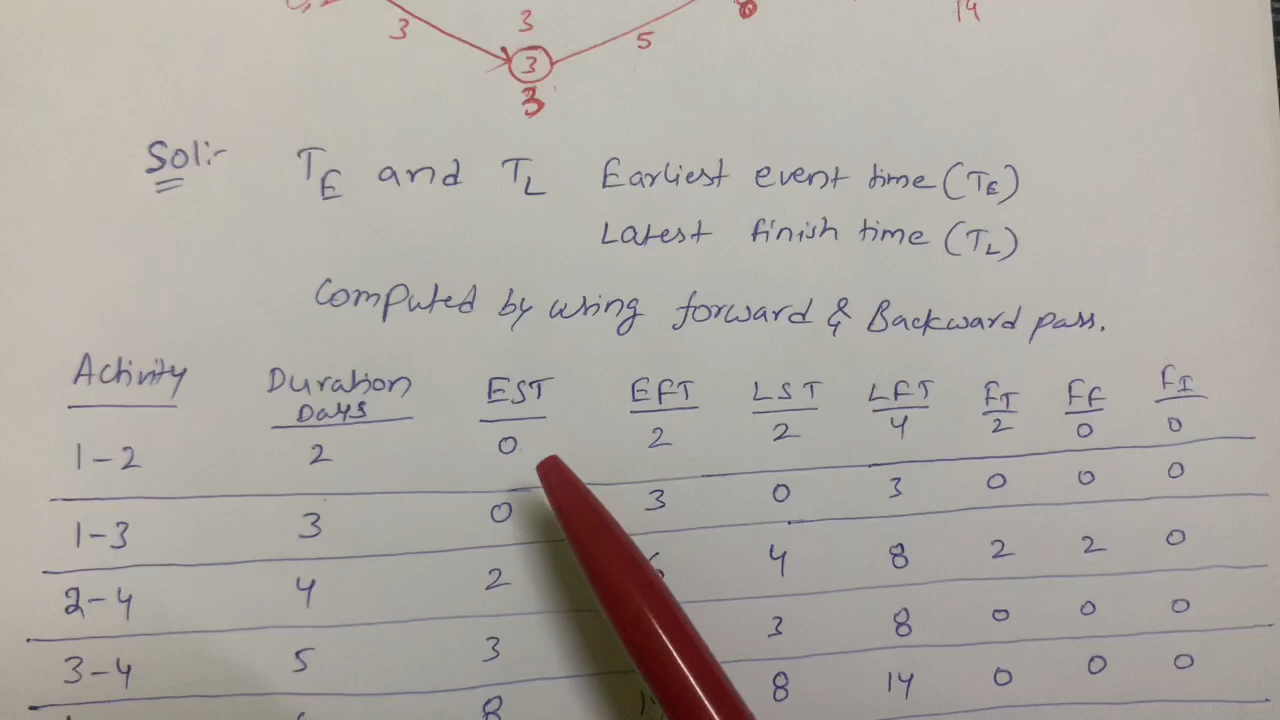 3 3 5 14
3
3
Sol:- TE and TL Earliest event time (TE)
Latest finish time (TL)
Computed by using forward & Backward pass.
Activity Duration Days EST EFT LST LFT FT FF FI
1-2 2 0 2 2 4 2 0 0
1-3 3 0 3 0 3 0 0 0
2-4 4 2 4 8 2 2 0
3-4 5 3 3 8 0 0 0
8 8 14 0 0 0